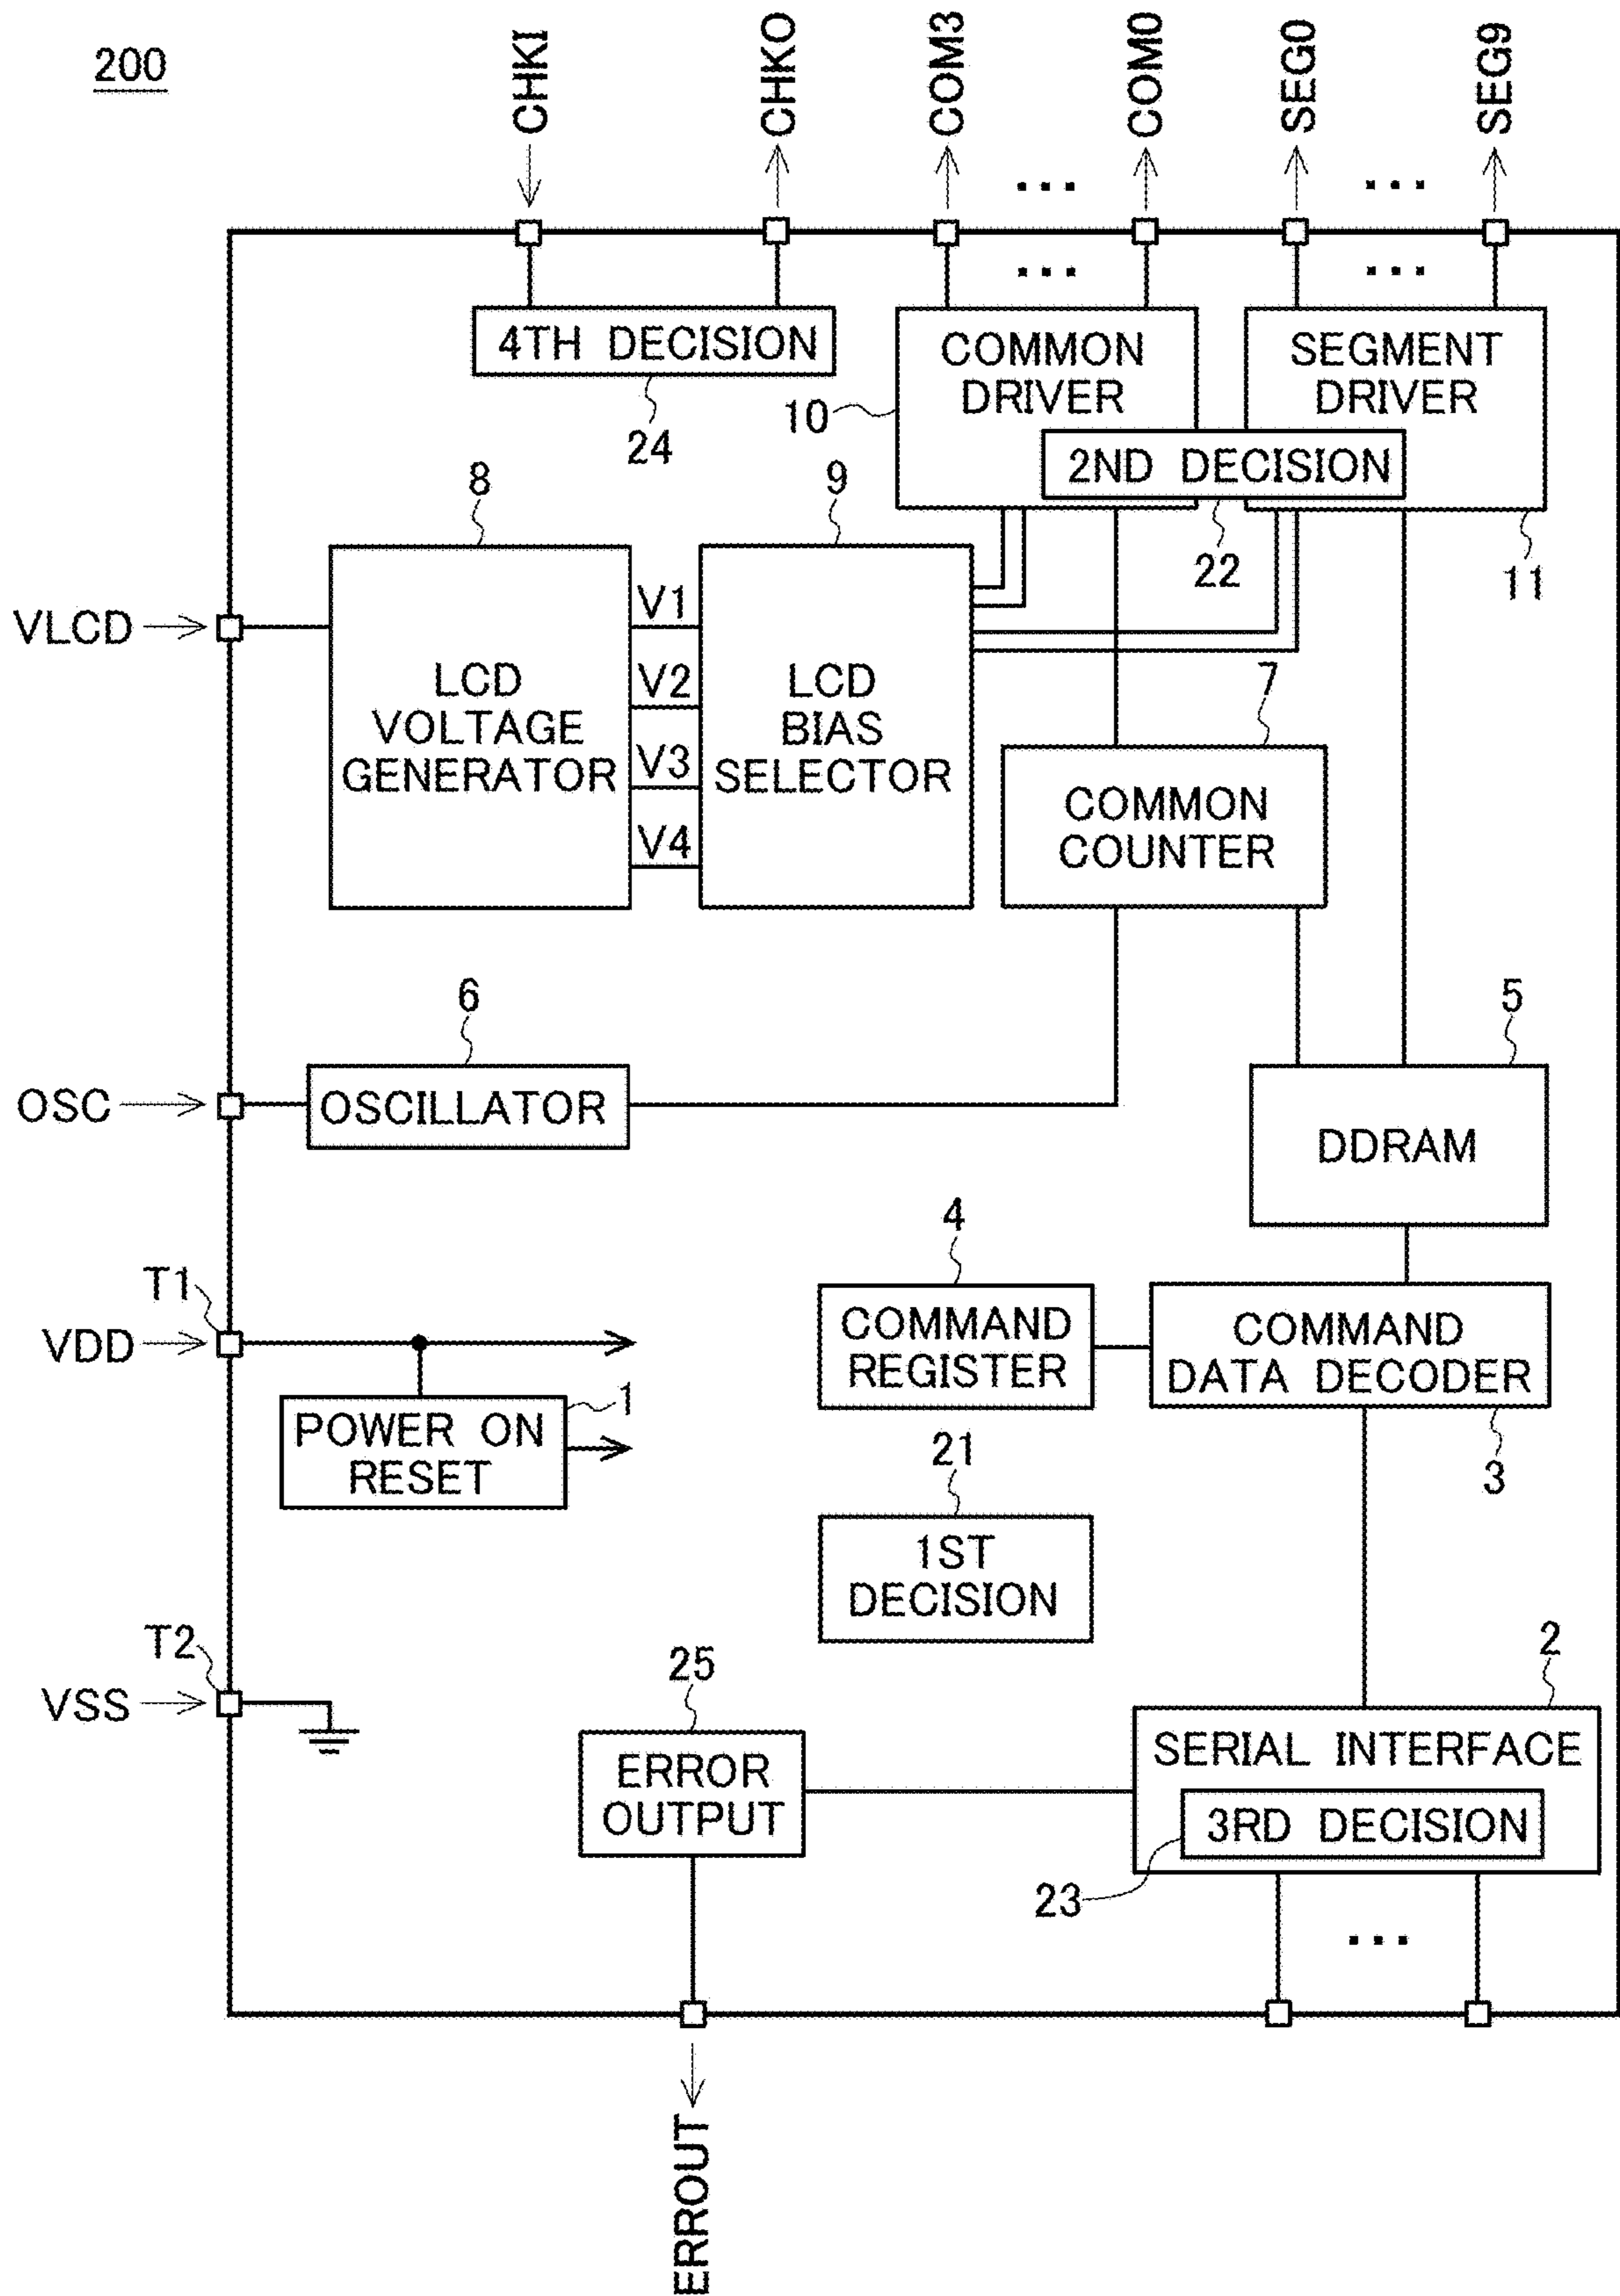 200
CHKI
CHKO
COM3
...
COM0
SEG0
...
SEG9
...
...
4TH DECISION
24
COMMON
DRIVER
10
SEGMENT
DRIVER
11
2ND DECISION
22
8
9
VLCD
LCD
VOLTAGE
GENERATOR
V1
V2
V3
V4
LCD
BIAS
SELECTOR
7
COMMON
COUNTER
6
OSC
OSCILLATOR
5
DDRAM
T1
VDD
POWER ON
RESET
1
4
COMMAND
REGISTER
COMMAND
DATA DECODER
3
21
1ST
DECISION
T2
VSS
25
ERROR
OUTPUT
2
SERIAL INTERFACE
3RD DECISION
23
...
ERROUT